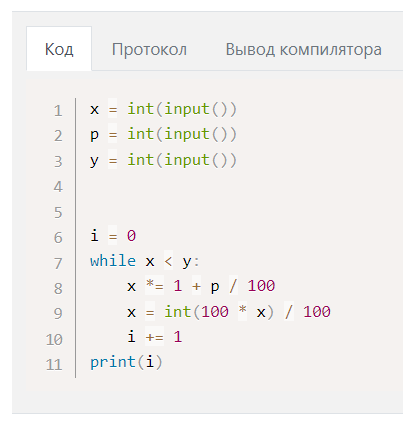 Код Протокол Вывод компилятора
1 x = int(input())
2 p = int(input())
3 y = int(input())
4
5
6 i = 0
7 while x < y:
8     x *= 1 + p / 100
9     x = int(100 * x) / 100
10     i += 1
11 print(i)